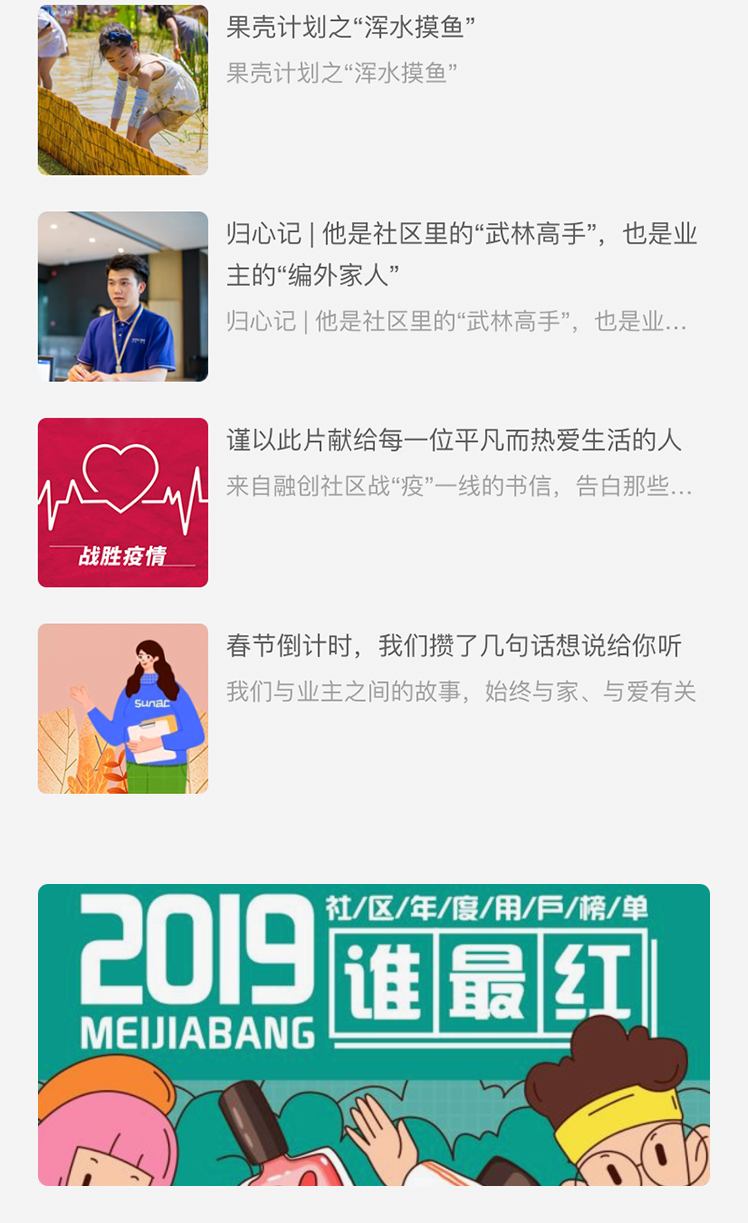 果壳计划之“浑水摸鱼”
果壳计划之“浑水摸鱼”
归心记 | 他是社区里的“武林高手”，也是业
主的“编外家人”
归心记 | 他是社区里的“武林高手”，也是业...
谨以此片献给每一位平凡而热爱生活的人
来自融创社区战“疫”一线的书信，告白那些...
战胜疫情
春节倒计时，我们攒了几句话想说给你听
我们与业主之间的故事，始终与家、与爱有关
sunac
2019
社/区/年/度/用/戶/榜/单
谁最红
MEIJIABANG